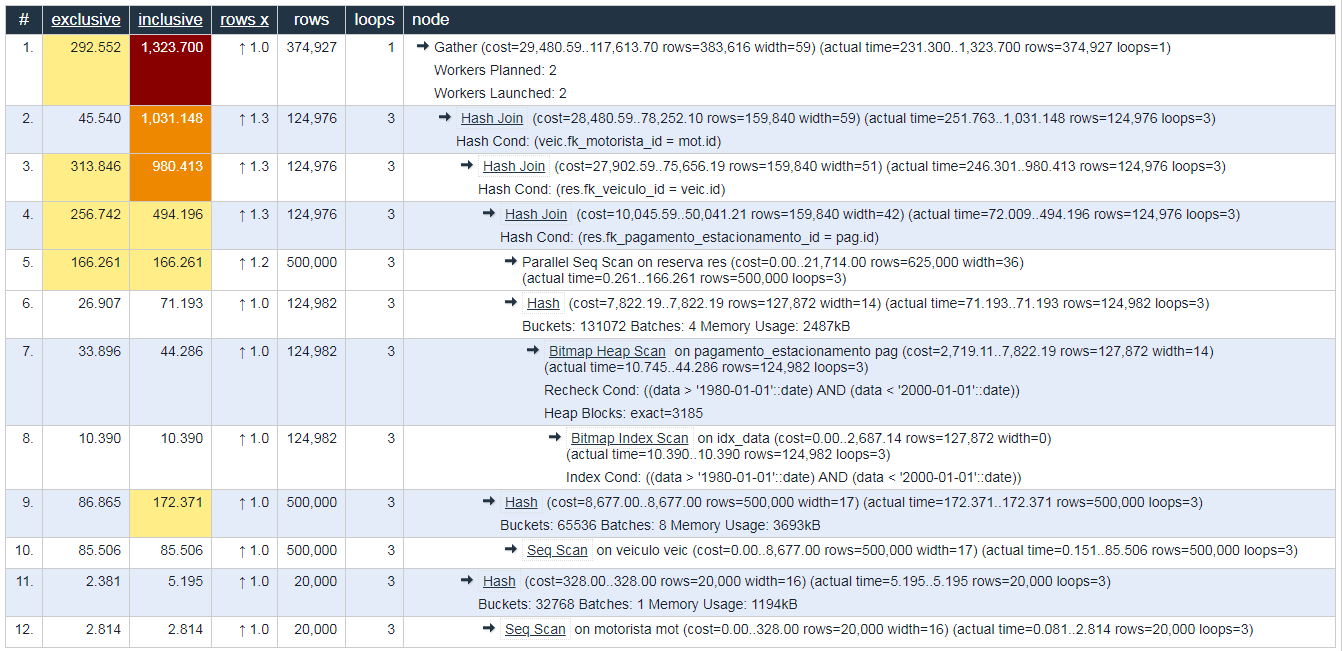 # exclusive inclusive rows x rows loops node
1. 292.552 1,323.700 ↑ 1.0 374,927 1 → Gather (cost=29,480.59..117,613.70 rows=383,616 width=59) (actual time=231.300..1,323.700 rows=374,927 loops=1)
Workers Planned: 2
Workers Launched: 2
2. 45.540 1,031.148 ↑ 1.3 124,976 3 → Hash Join (cost=28,480.59..78,252.10 rows=159,840 width=59) (actual time=251.763..1,031.148 rows=124,976 loops=3)
Hash Cond: (veic.fk_motorista_id = mot.id)
3. 313.846 980.413 ↑ 1.3 124,976 3 → Hash Join (cost=27,902.59..75,656.19 rows=159,840 width=51) (actual time=246.301..980.413 rows=124,976 loops=3)
Hash Cond: (res.fk_veiculo_id = veic.id)
4. 256.742 494.196 ↑ 1.3 124,976 3 → Hash Join (cost=10,045.59..50,041.21 rows=159,840 width=42) (actual time=72.009..494.196 rows=124,976 loops=3)
Hash Cond: (res.fk_pagamento_estacionamento_id = pag.id)
5. 166.261 166.261 ↑ 1.2 500,000 3 → Parallel Seq Scan on reserva res (cost=0.00..21,714.00 rows=625,000 width=36)
(actual time=0.261..166.261 rows=500,000 loops=3)
6. 26.907 71.193 ↑ 1.0 124,982 3 → Hash (cost=7,822.19..7,822.19 rows=127,872 width=14) (actual time=71.193..71.193 rows=124,982 loops=3)
Buckets: 131072 Batches: 4 Memory Usage: 2487kB
7. 33.896 44.286 ↑ 1.0 124,982 3 → Bitmap Heap Scan on pagamento_estacionamento pag (cost=2,719.11..7,822.19 rows=127,872 width=14)
(actual time=10.745..44.286 rows=124,982 loops=3)
Recheck Cond: ((data > '1980-01-01'::date) AND (data < '2000-01-01'::date))
Heap Blocks: exact=3185
8. 10.390 10.390 ↑ 1.0 124,982 3 → Bitmap Index Scan on idx_data (cost=0.00..2,687.14 rows=127,872 width=0)
(actual time=10.390..10.390 rows=124,982 loops=3)
Index Cond: ((data > '1980-01-01'::date) AND (data < '2000-01-01'::date))
9. 86.865 172.371 ↑ 1.0 500,000 3 → Hash (cost=8,677.00..8,677.00 rows=500,000 width=17) (actual time=172.371..172.371 rows=500,000 loops=3)
Buckets: 65536 Batches: 8 Memory Usage: 3693kB
10. 85.506 85.506 ↑ 1.0 500,000 3 → Seq Scan on veiculo veic (cost=0.00..8,677.00 rows=500,000 width=17) (actual time=0.151..85.506 rows=500,000 loops=3)
11. 2.381 5.195 ↑ 1.0 20,000 3 → Hash (cost=328.00..328.00 rows=20,000 width=16) (actual time=5.195..5.195 rows=20,000 loops=3)
Buckets: 32768 Batches: 1 Memory Usage: 1194kB
12. 2.814 2.814 ↑ 1.0 20,000 3 → Seq Scan on motorista mot (cost=0.00..328.00 rows=20,000 width=16) (actual time=0.081..2.814 rows=20,000 loops=3)